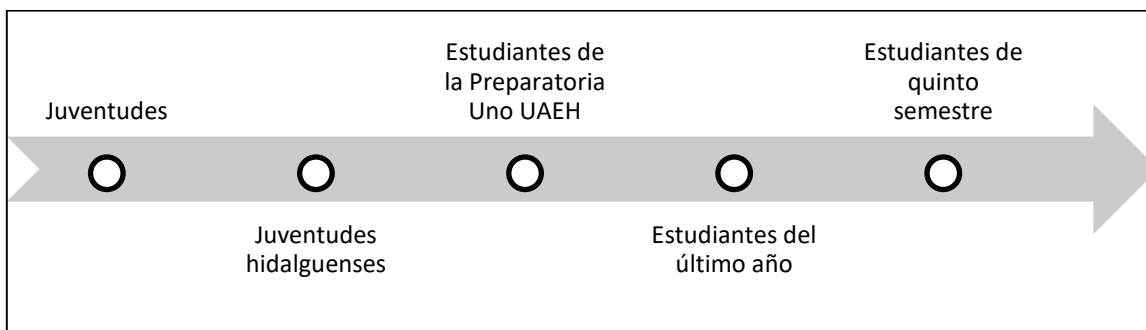 Juventudes
Juventudes
hidalguenses
Estudiantes de
la Preparatoria
Uno UAEH
Estudiantes del
último año
Estudiantes de
quinto
semestre